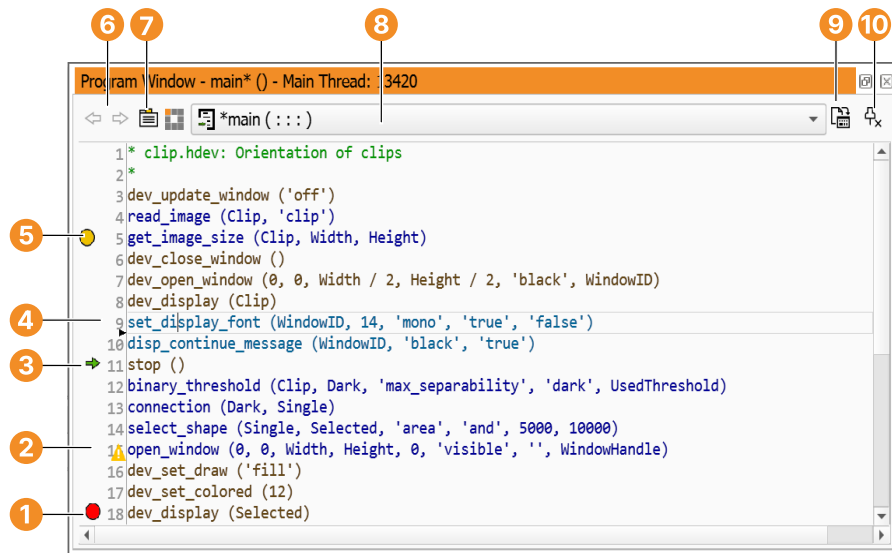 6 7 8 9 10
Program Window - main* () - Main Thread: 13420
*main ( : : : )
1 * clip.hdev: Orientation of clips
2 *
3 dev_update_window ('off')
4 read_image (Clip, 'clip')
5 5 get_image_size (Clip, Width, Height)
6 dev_close_window ()
7 dev_open_window (0, 0, Width / 2, Height / 2, 'black', WindowID)
8 dev_display (Clip)
4 9 set_display_font (WindowID, 14, 'mono', 'true', 'false')
10 disp_continue_message (WindowID, 'black', 'true')
3 11 stop ()
12 binary_threshold (Clip, Dark, 'max_separability', 'dark', UsedThreshold)
13 connection (Dark, Single)
14 select_shape (Single, Selected, 'area', 'and', 5000, 10000)
2 15 open_window (0, 0, Width, Height, 0, 'visible', '', WindowHandle)
16 dev_set_draw ('fill')
17 dev_set_colored (12)
1 18 dev_display (Selected)